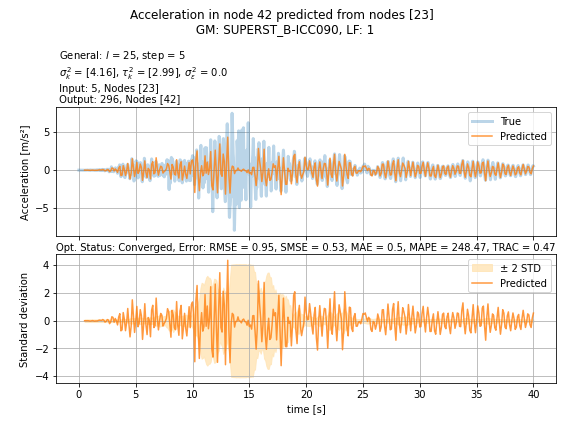 Acceleration in node 42 predicted from nodes [23]
GM: SUPERST_B-ICC090, LF: 1
General: l = 25, step = 5
σ²ₖ = [4.16], τ²ₖ = [2.99], σ²ε = 0.0
Input: 5, Nodes [23]
Output: 296, Nodes [42]
Acceleration [m/s²]
5
0
−5
True
Predicted
Opt. Status: Converged, Error: RMSE = 0.95, SMSE = 0.53, MAE = 0.5, MAPE = 248.47, TRAC = 0.47
Standard deviation
4
2
0
−2
−4
± 2 STD
Predicted
0 5 10 15 20 25 30 35 40
time [s]